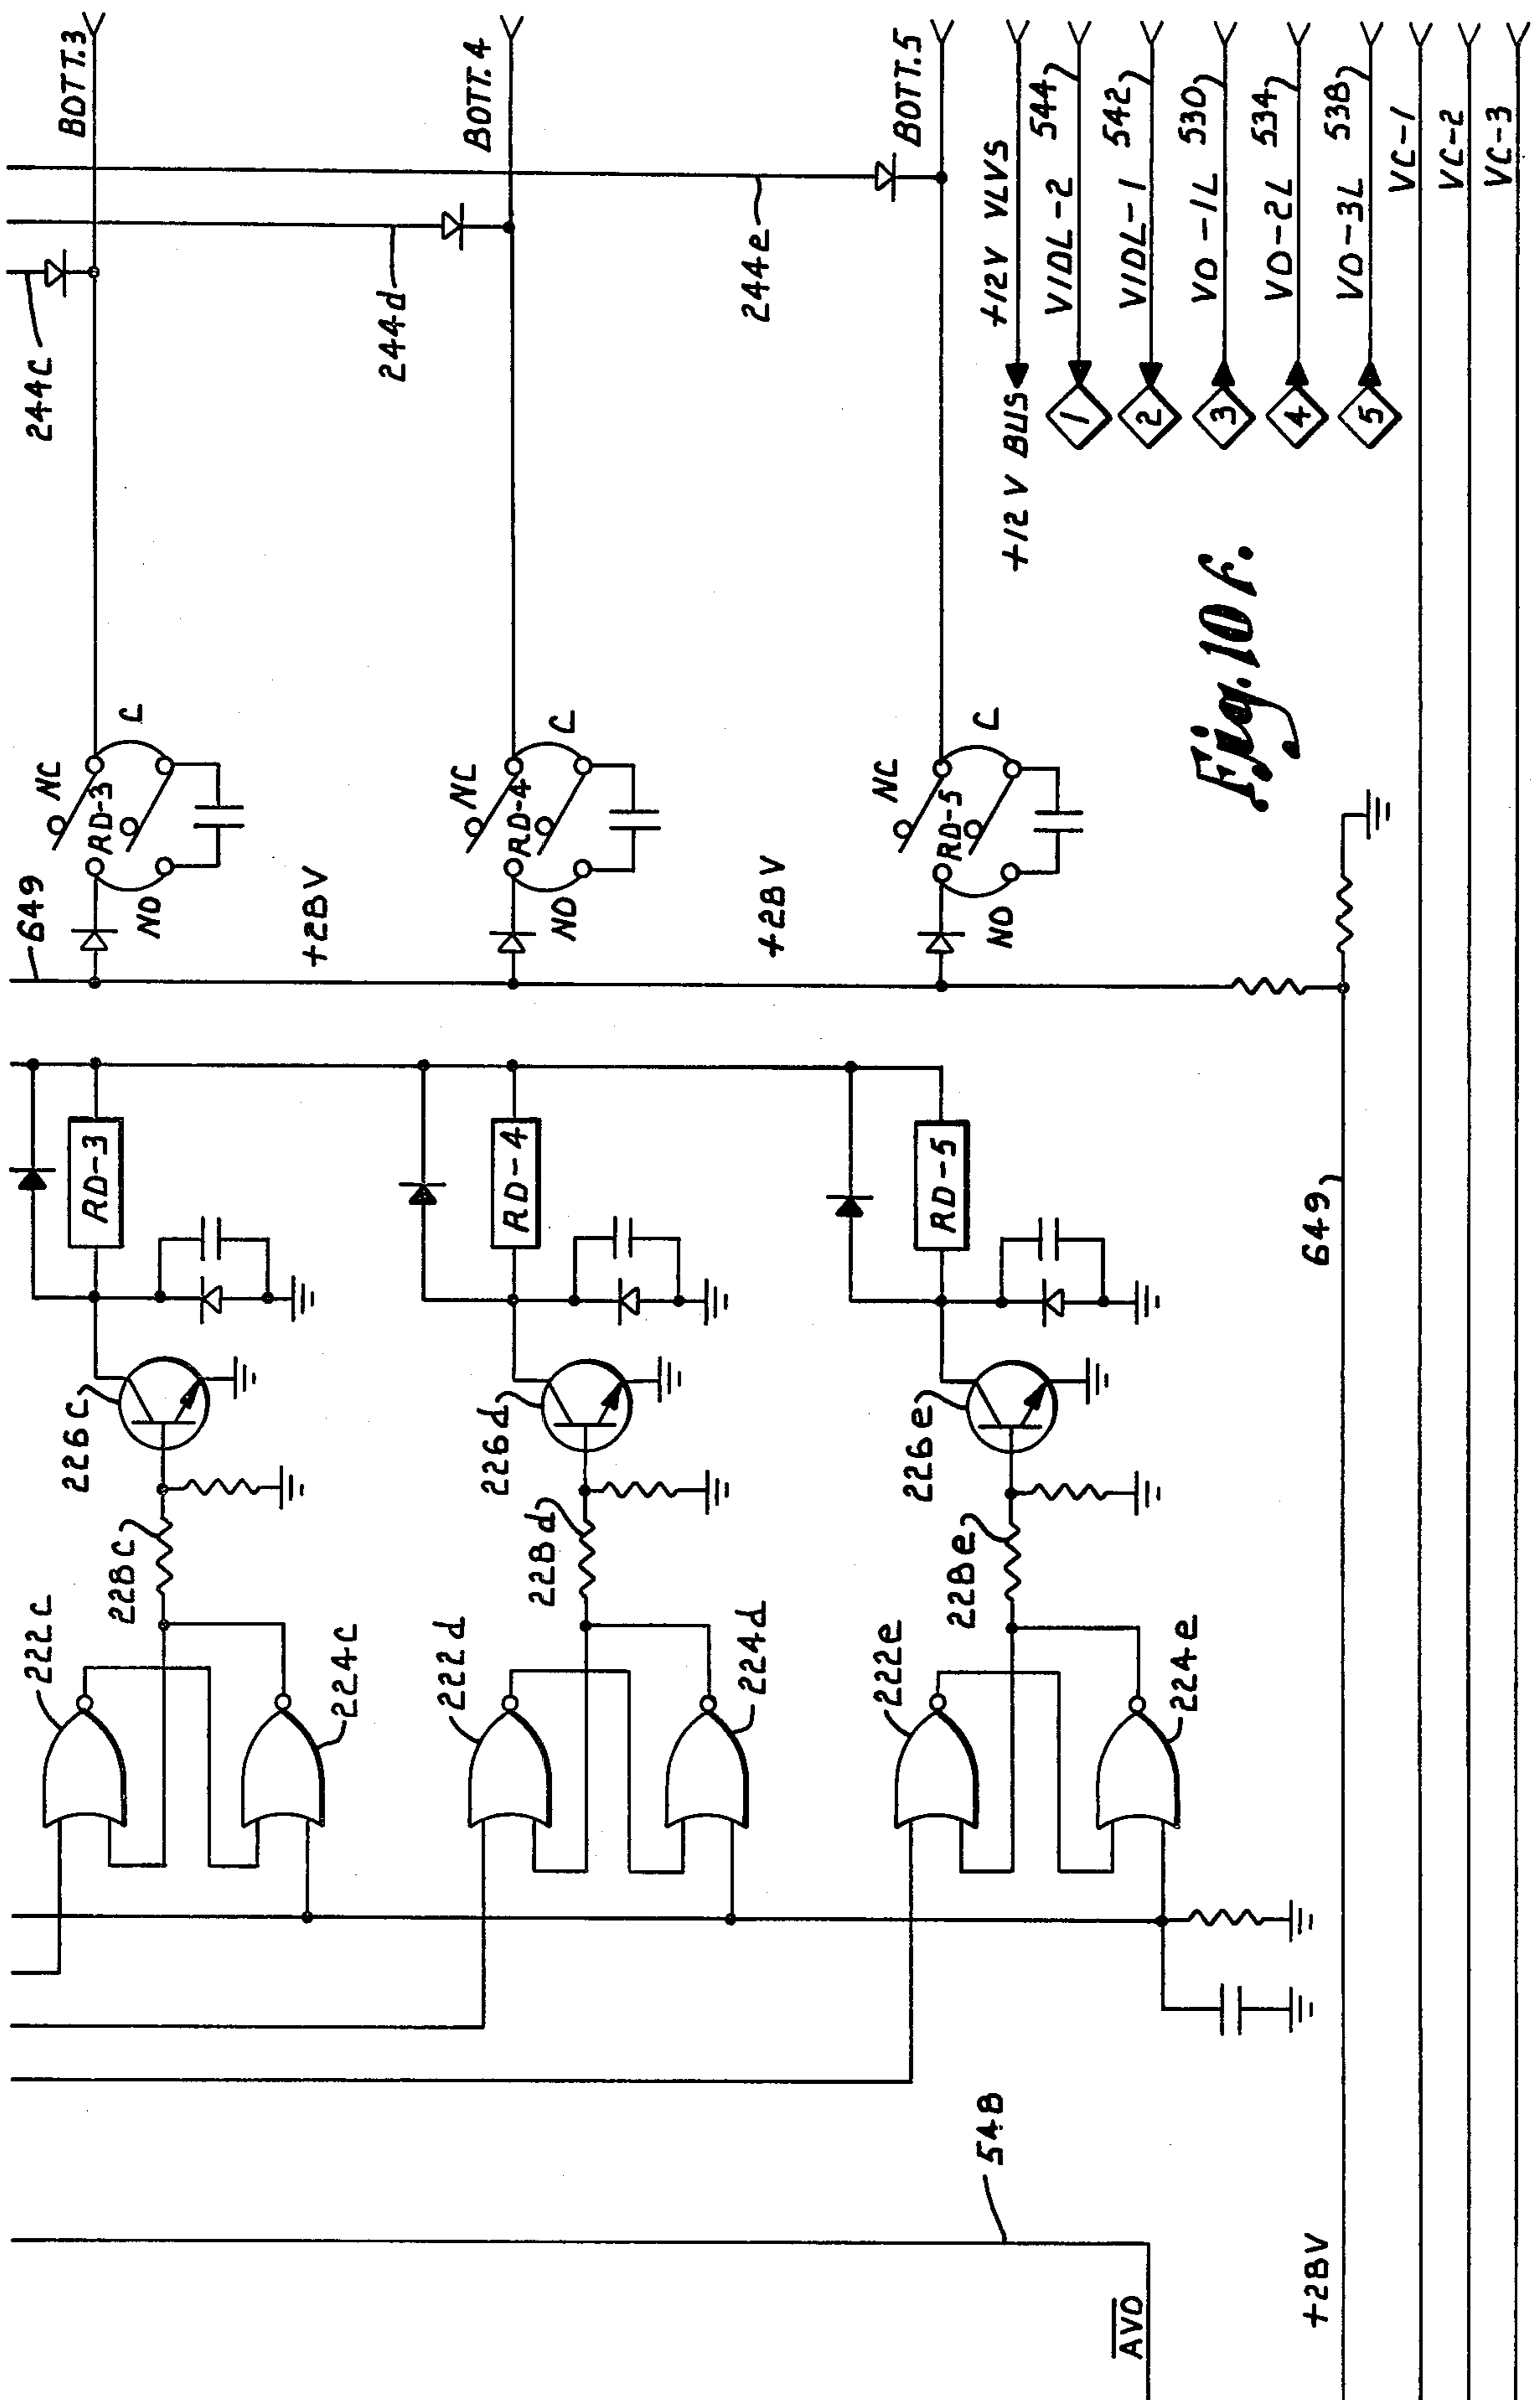 BOTT.3
BOTT.4
BOTT.5
+12V VLVS
VIDL-2 544
VIDL-1 542
VO-1L 530
VO-2L 534
VO-3L 538
VC-1
VC-2
VC-3
244c
244d
244e
+12V BUS
1
2
3
4
5
NC
RD-3
C
NO
NC
RD-4
C
NO
NC
RD-5
C
NO
649
+28V
+28V
Fig. 10f.
RD-3
RD-4
RD-5
649
226c
226d
226e
228c
228d
228e
222c
224c
222d
224d
222e
224e
548
AVO
+28V